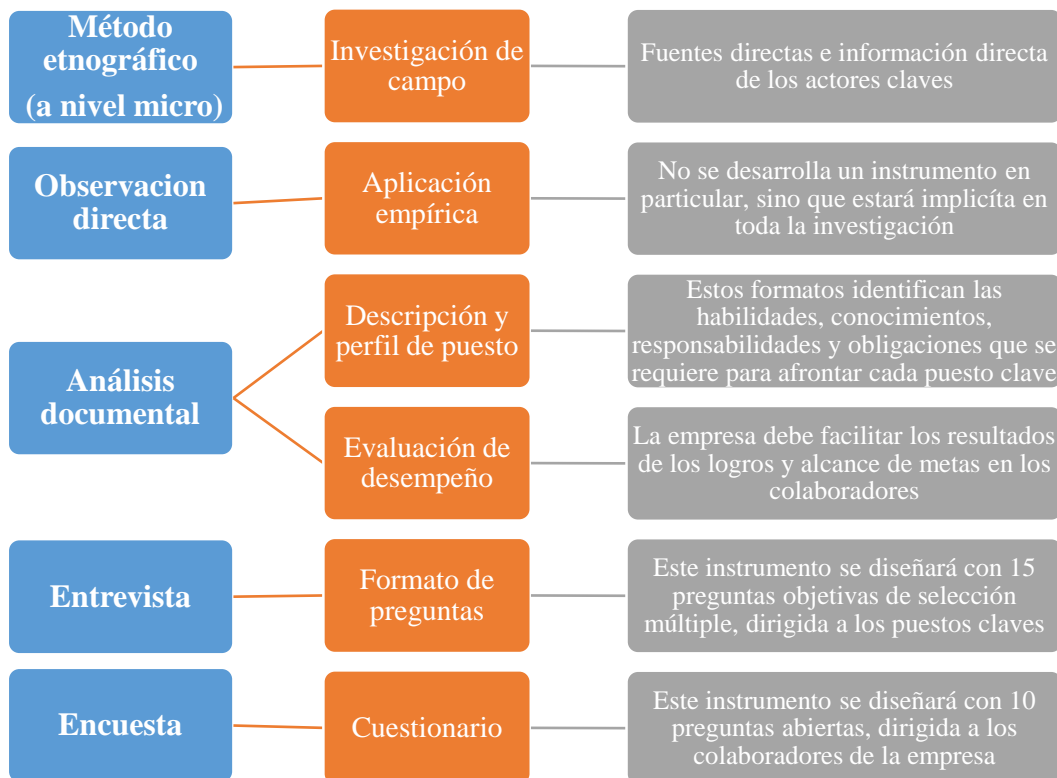 Método
etnográfico
(a nivel micro)
Investigación de
campo
Fuentes directas e información directa
de los actores claves
Observacion
directa
Aplicación
empírica
No se desarrolla un instrumento en
particular, sino que estará implicíta en
toda la investigación
Análisis
documental
Descripción y
perfil de puesto
Estos formatos identifican las
habilidades, conocimientos,
responsabilidades y obligaciones que se
requiere para afrontar cada puesto clave
Evaluación de
desempeño
La empresa debe facilitar los resultados
de los logros y alcance de metas en los
colaboradores
Entrevista
Formato de
preguntas
Este instrumento se diseñará con 15
preguntas objetivas de selección
múltiple, dirigida a los puestos claves
Encuesta
Cuestionario
Este instrumento se diseñará con 10
preguntas abiertas, dirigida a los
colaboradores de la empresa